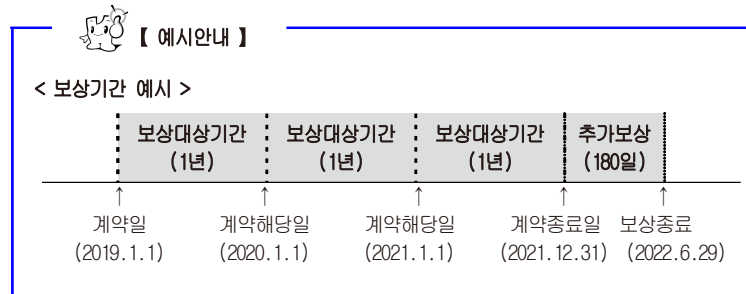 【 예시안내 】
< 보상기간 예시 >
보상대상기간 보상대상기간 보상대상기간 추가보상
(1년) (1년) (1년) (180일)
↑ ↑ ↑ ↑ ↑
계약일 계약해당일 계약해당일 계약종료일 보상종료
(2019.1.1) (2020.1.1) (2021.1.1) (2021.12.31) (2022.6.29)